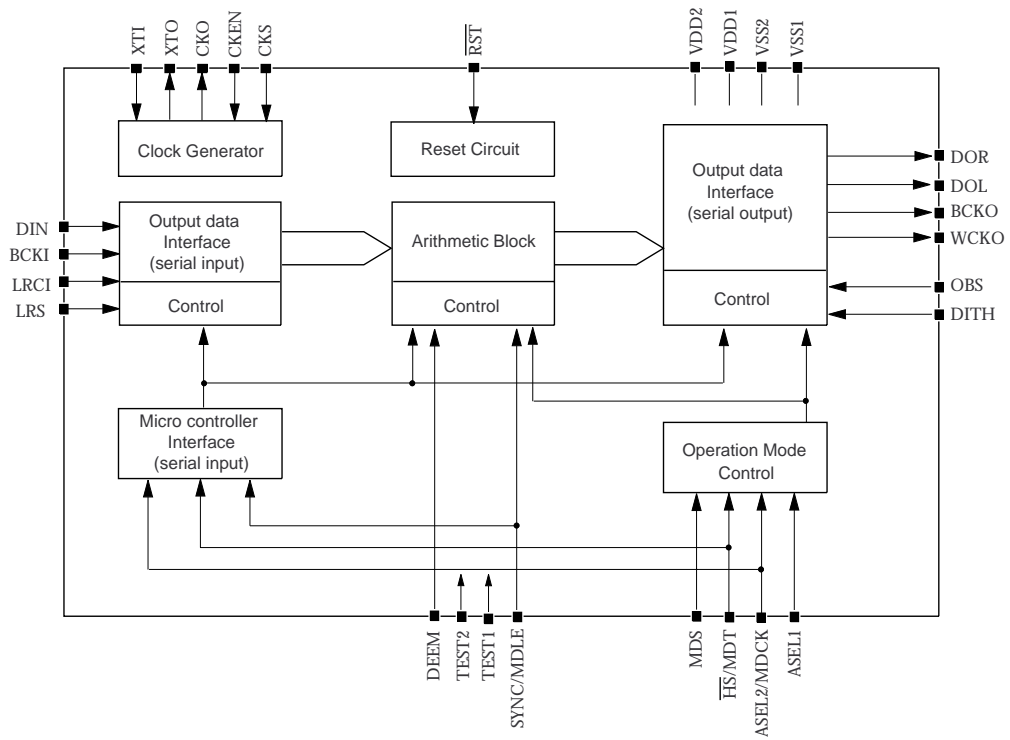 XTI
XTO
CKO
CKEN
CKS
RST
VDD2
VDD1
VSS2
VSS1
Clock Generator
Reset Circuit
Output data
Interface
(serial output)
Control
DOR
DOL
BCKO
WCKO
OBS
DITH
DIN
BCKI
LRCI
LRS
Output data
Interface
(serial input)
Control
Arithmetic Block
Control
Micro controller
Interface
(serial input)
Operation Mode
Control
DEEM
TEST2
TEST1
SYNC/MDLE
MDS
HS/MDT
ASEL2/MDCK
ASEL1